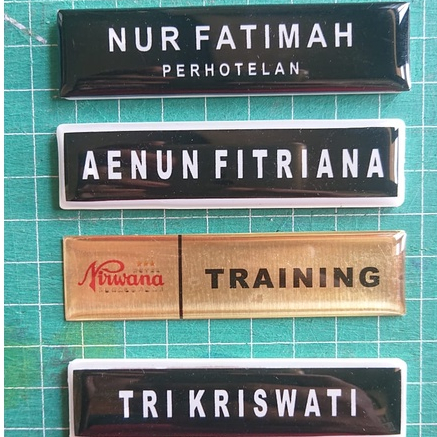 NUR FATIMAH
PERHOTELAN
AENUN FITRIANA
Nirwana
TRAINING
TRI KRISWATI